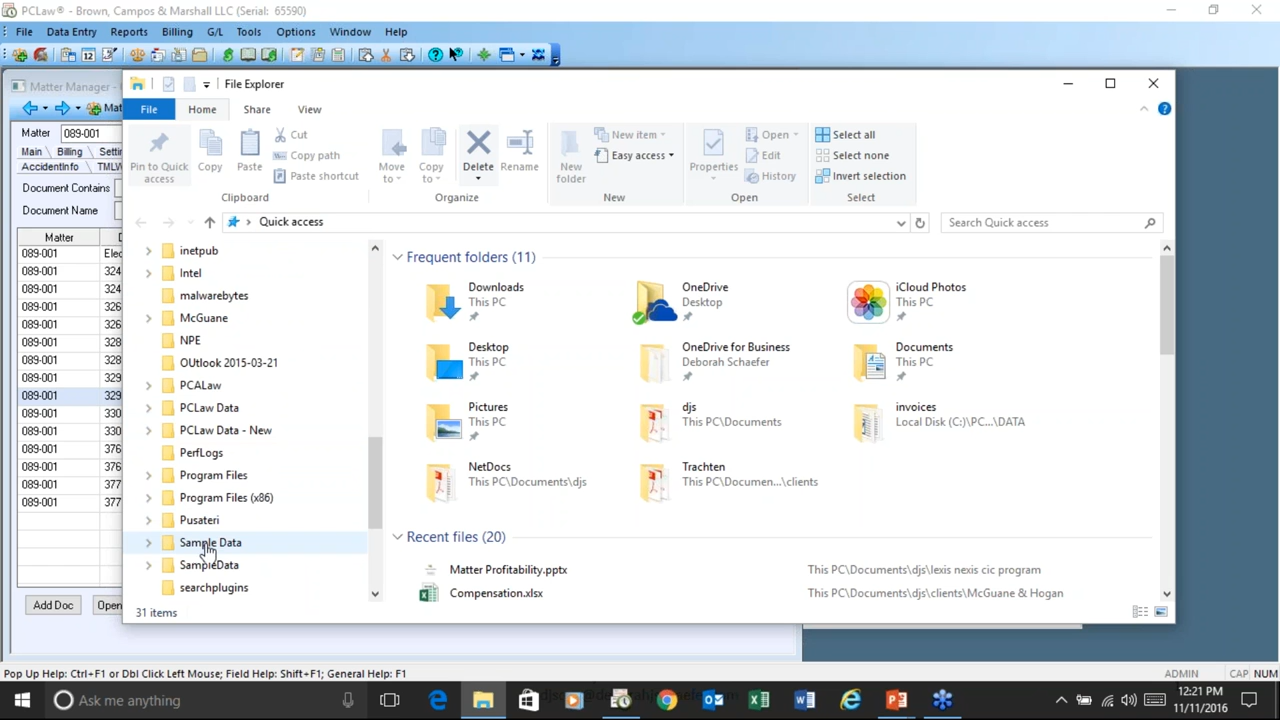 PCLaw® - Brown, Campos & Marshall LLC (Serial: 65590)
File Data Entry Reports Billing G/L Tools Options Window Help
Matter Manager -
Matter 089-001
Main Billing
AccidentInfo
Document Contains
Document Name
Matter
089-001 Elec
089-001 324
089-001 324
089-001 326
089-001 326
089-001 328
089-001 328
089-001 329
089-001 329
089-001 330
089-001 330
089-001 376
089-001 376
089-001 377
089-001 377
Add Doc
File Explorer
File Home Share View
Pin to Quick access
Copy
Paste
Cut
Copy path
Paste shortcut
Clipboard
Move to
Copy to
Delete
Rename
Organize
New folder
New item
Easy access
New
Properties
Open
Edit
History
Open
Select all
Select none
Invert selection
Select
Quick access
Search Quick access
inetpub
Intel
malwarebytes
McGuane
NPE
OUtlook 2015-03-21
PCALaw
PCLaw Data
PCLaw Data - New
PerfLogs
Program Files
Program Files (x86)
Pusateri
Sample Data
SampleData
searchplugins
Frequent folders (11)
Downloads
This PC
OneDrive
Desktop
iCloud Photos
This PC
Desktop
This PC
OneDrive for Business
Deborah Schaefer
Documents
This PC
Pictures
This PC
djs
This PC\Documents
invoices
Local Disk (C:)\PC...\DATA
NetDocs
This PC\Documents\djs
Trachten
This PC\Documen...\clients
Recent files (20)
Matter Profitability.pptx This PC\Documents\djs\lexis nexis cic program
Compensation.xlsx This PC\Documents\djs\clients\McGuane & Hogan
31 items
Pop Up Help: Ctrl+F1 or Dbl Click Left Mouse; Field Help: Shift+F1; General Help: F1
ADMIN CAP NUM
Ask me anything
12:21 PM
11/11/2016